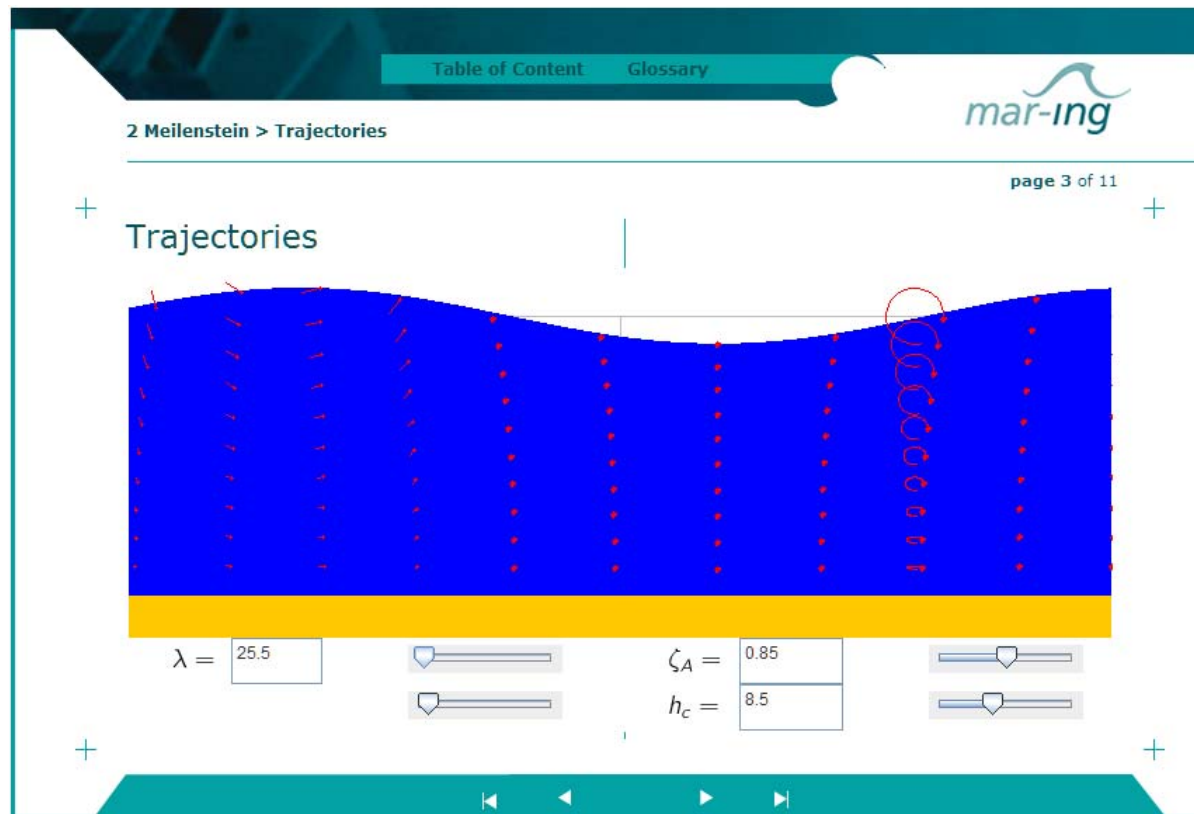 Table of Content Glossary
mar-ing
2 Meilenstein > Trajectories
page 3 of 11
Trajectories
λ = 25.5
ζA = 0.85
hc = 8.5